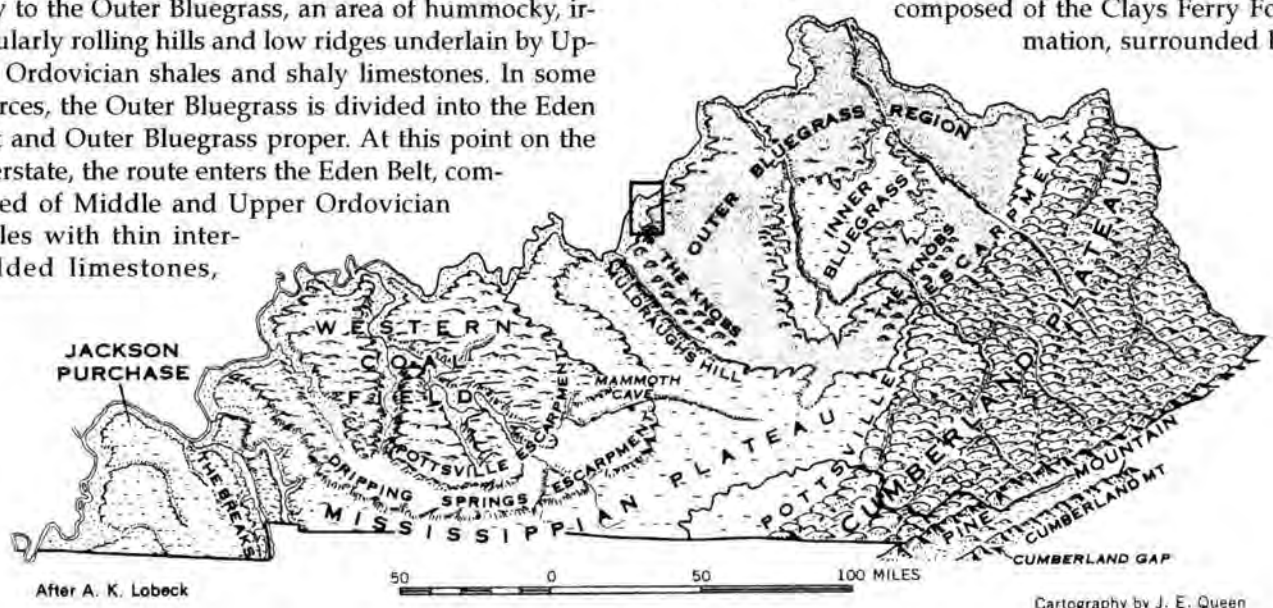 y to the Outer Bluegrass, an area of hummocky, ir-
ularly rolling hills and low ridges underlain by Up-
Ordovician shales and shaly limestones. In some
rces, the Outer Bluegrass is divided into the Eden
t and Outer Bluegrass proper. At this point on the
erstate, the route enters the Eden Belt, com-
ed of Middle and Upper Ordovician
les with thin inter-
dded limestones,
composed of the Clays Ferry Fo
mation, surrounded
OUTER BLUEGRASS REGION
INNER BLUEGRASS
THE KNOBS
MULDRAUGH'S HILL
THE KNOBS
POTTSVILLE ESCARPMENT
CUMBERLAND PLATEAU
WESTERN
COAL
FIELD
JACKSON
PURCHASE
THE BREAKS
POTTSVILLE ESCARPMEN
MAMMOTH
CAVE
DRIPPING SPRINGS ESCARPMEN
MISSISSIPPIAN PLATEAU
POTTSV
PINE MOUNTAIN
CUMBERLAND MT
CUMBERLAND GAP
After A. K. Lobeck
50 0 50 100 MILES
Cartography by J. E. Queen